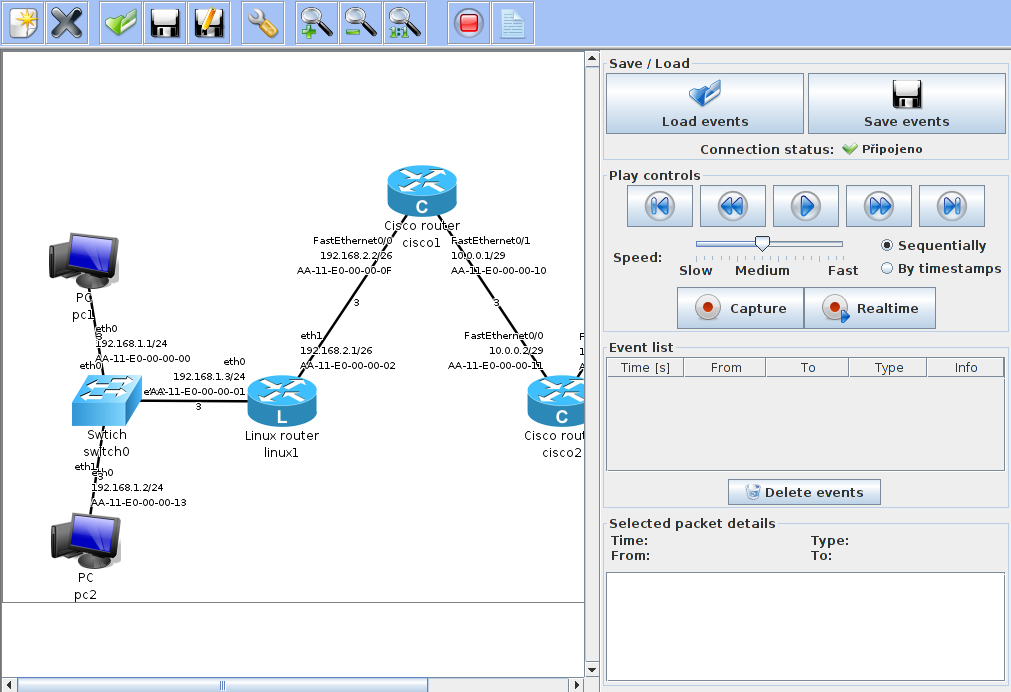 C
Cisco router
cisco1
FastEthernet0/0
192.168.2.2/26
AA-11-E0-00-00-0F
FastEthernet0/1
10.0.0.1/29
AA-11-E0-00-00-10
3
3
PC
pc1
eth0
3
192.168.1.1/24
AA-11-E0-00-00-00
eth0
eth0
192.168.1.3/24
AA-11-E0-00-00-01
3
eth1
192.168.2.1/26
AA-11-E0-00-00-02
FastEthernet0/0
10.0.0.2/29
AA-11-E0-00-00-11
L
C
Swtich
switch0
Linux router
linux1
Cisco rout
cisco2
eth1
eth0
3
192.168.1.2/24
AA-11-E0-00-00-13
PC
pc2
Save / Load
Load events
Save events
Connection status: Připojeno
Play controls
Speed:
Slow Medium Fast
Sequentially
By timestamps
Capture
Realtime
Event list
Time [s] From To Type Info
Delete events
Selected packet details
Time: Type:
From: To: